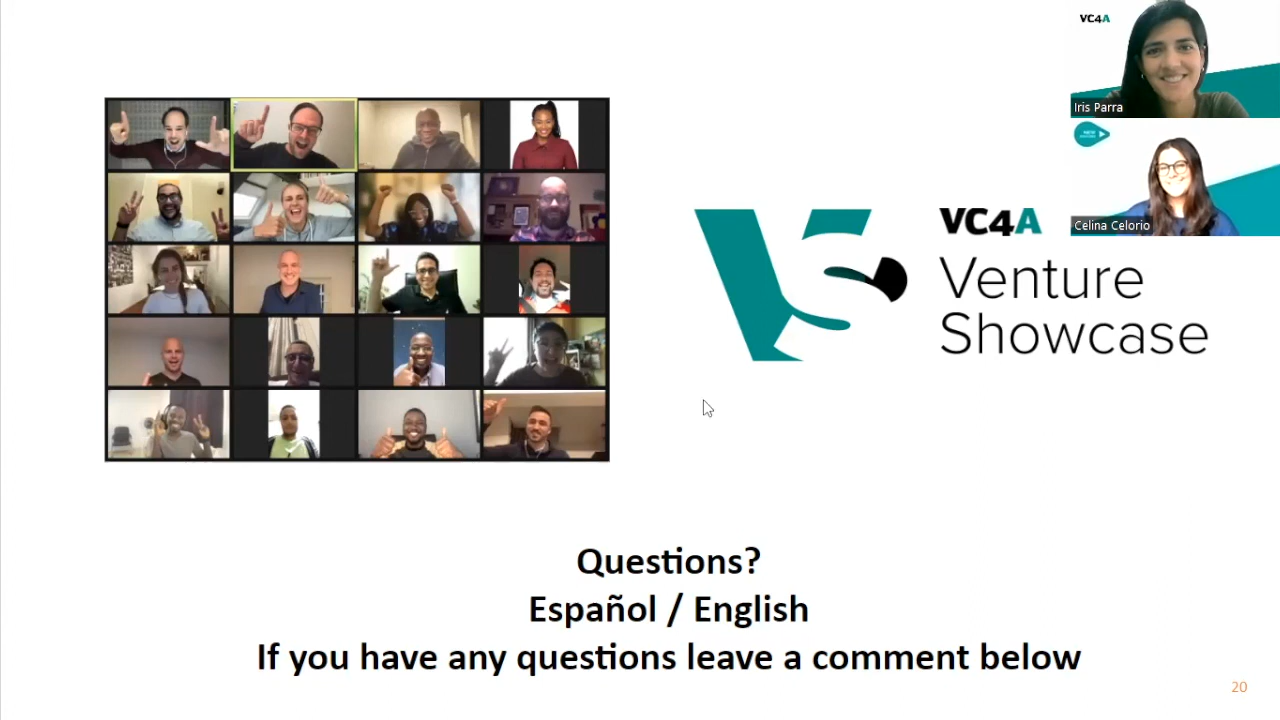 VC4A
Iris Parra
Celina Celorio
VS
VC4A
Venture
Showcase
Questions?
Español / English
If you have any questions leave a comment below
20